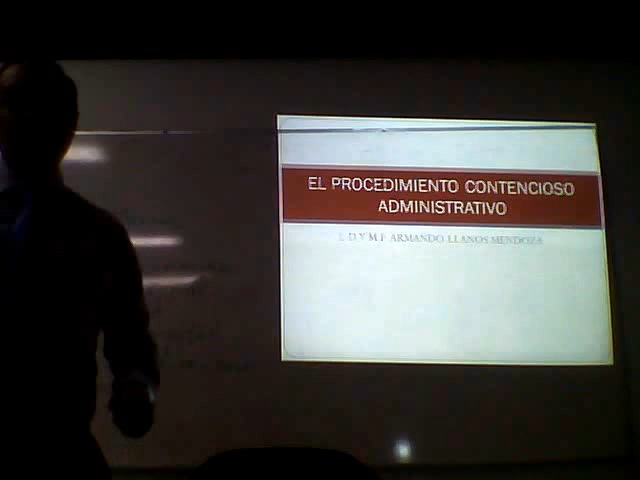 EL PROCEDIMIENTO CONTENCIOSO
ADMINISTRATIVO
L. D Y M F ARMANDO LLANOS MENDOZA